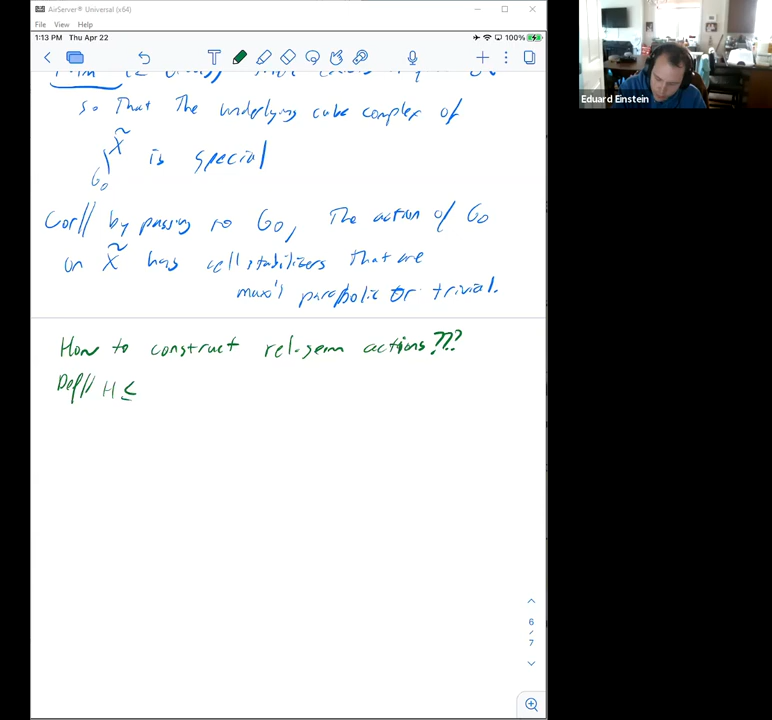 AirServer® Universal (x64)
File View Help
1:13 PM Thu Apr 22
100%
so That The underlying cube complex of
X̃
G₀
is special
Cor// by passing to G₀, The action of G₀
on X̃ has cell stabilizers that are
max'l parabolic or trivial.
How to construct rel. geom actions???
Def// H ≤
6
/
7
Eduard Einstein